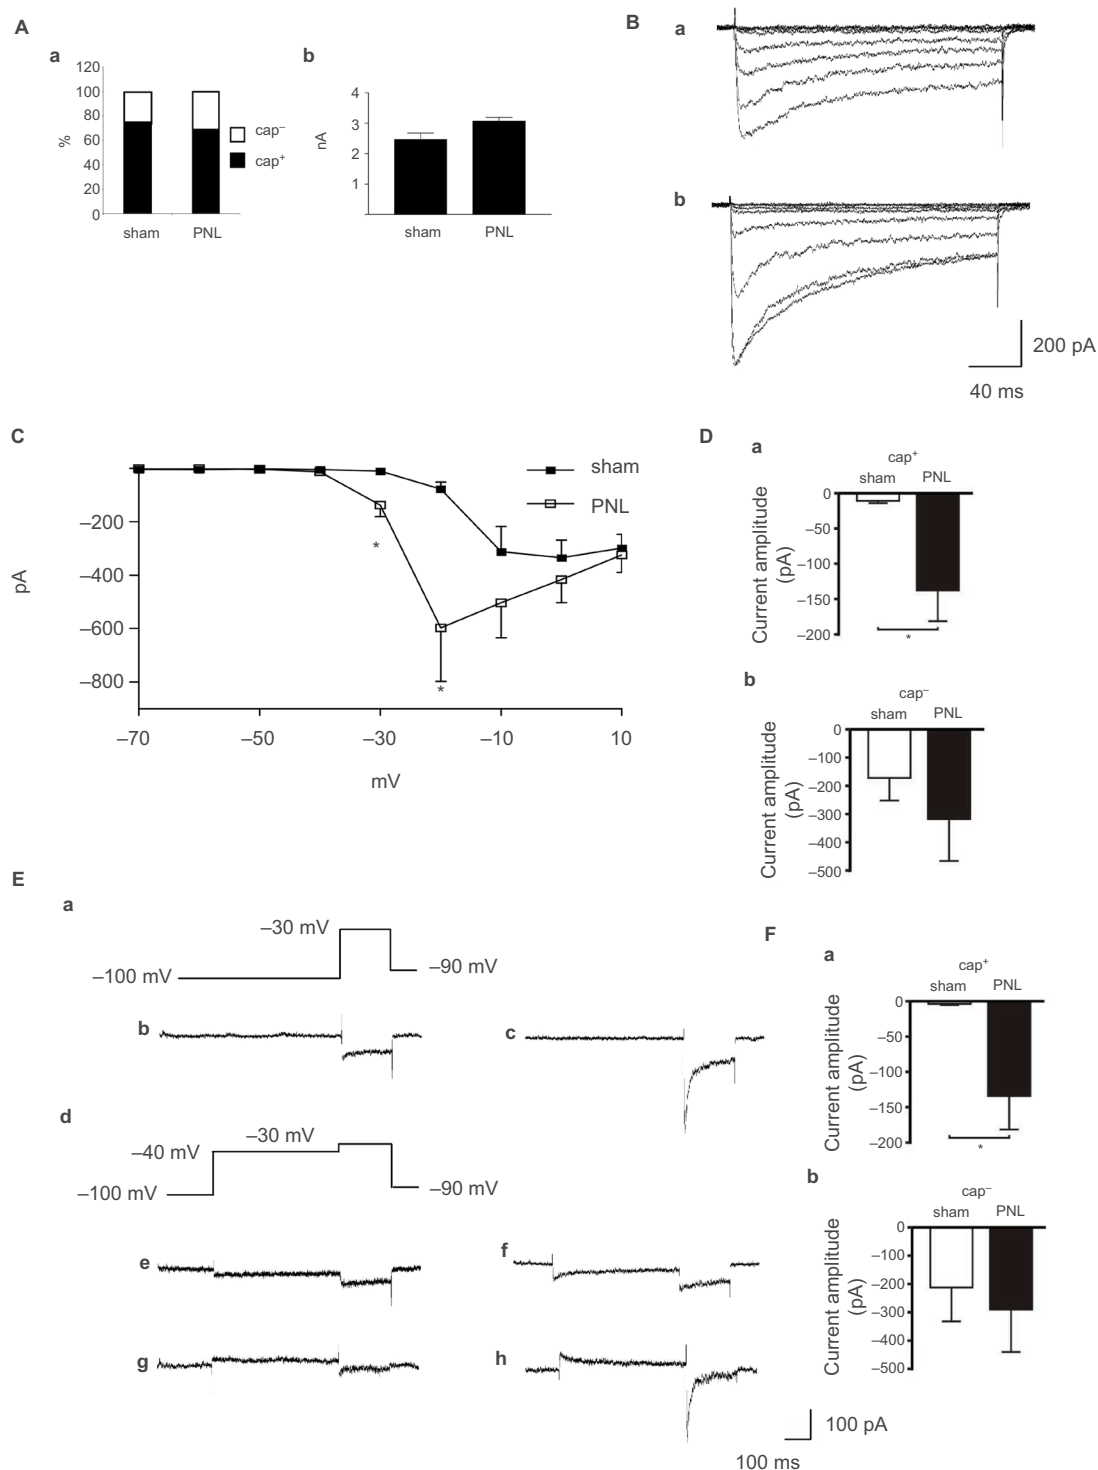 A
a
%
120
100
80
60
40
20
0
sham
PNL
cap–
cap+
b
nA
4
3
2
1
sham
PNL
B
a
b
200 pA
40 ms
C
sham
PNL
pA
–200
–400
–600
–800
*
*
–70
–50
–30
–10
10
mV
D
a
cap+
sham
PNL
Current amplitude
(pA)
0
–50
–100
–150
–200
*
b
cap–
sham
PNL
Current amplitude
(pA)
0
–100
–200
–300
–400
–500
E
a
–30 mV
–100 mV
–90 mV
b
c
d
–30 mV
–40 mV
–100 mV
–90 mV
e
f
g
h
100 pA
100 ms
F
a
cap+
sham
PNL
Current amplitude
(pA)
0
–50
–100
–150
–200
*
b
cap–
sham
PNL
Current amplitude
(pA)
0
–100
–200
–300
–400
–500